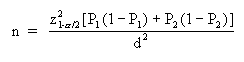 n = z²₁₋α/₂[P₁(1−P₁) + P₂(1−P₂)] / d²